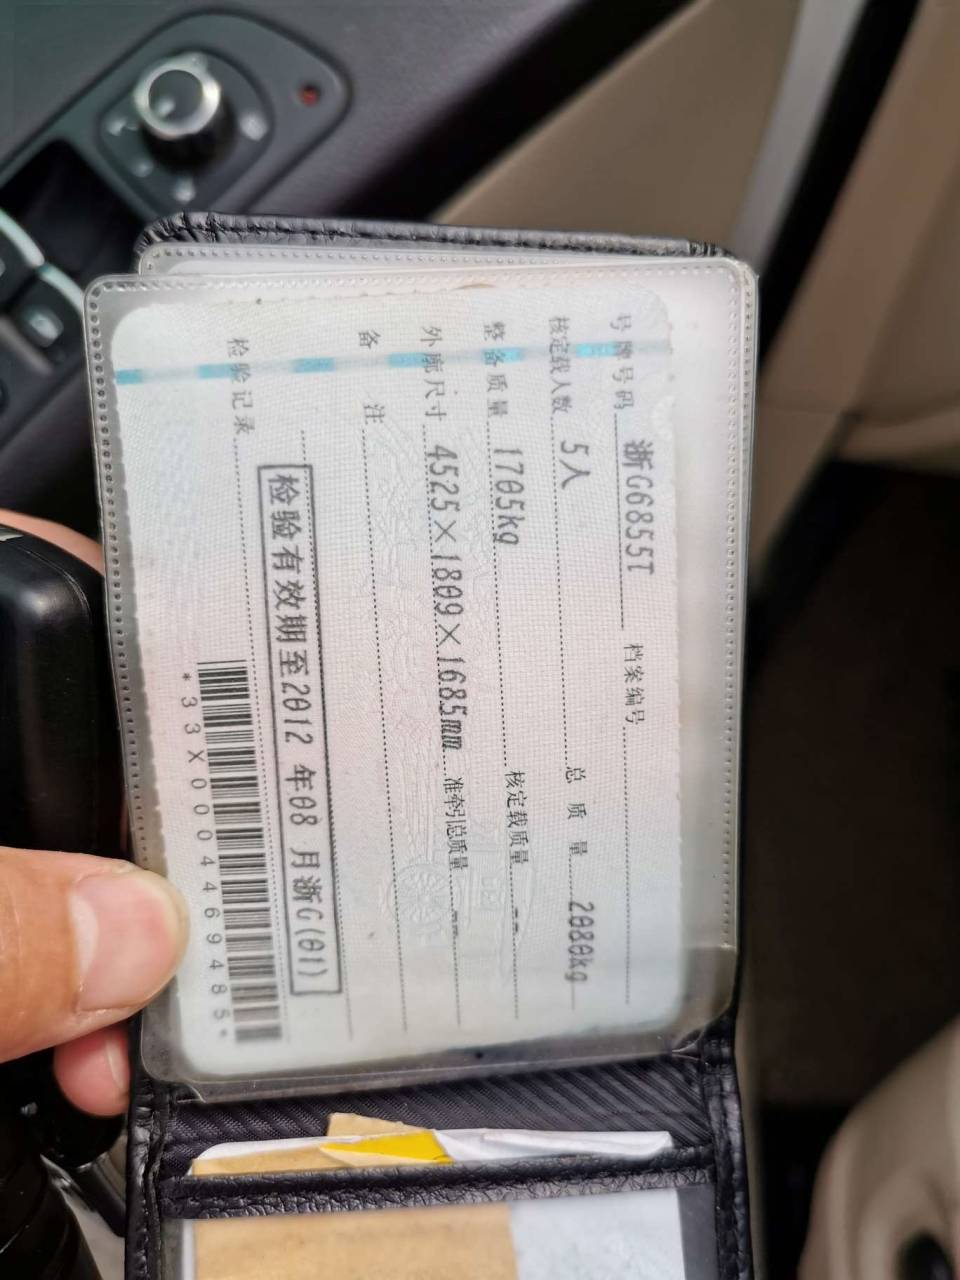 号牌号码 浙G6855T 档案编号
核定载人数 5人 总质量 2080kg
整备质量 1705kg 核定载质量 --
外廓尺寸 4525×1809×1685mm 准牵引总质量 --
备注
检验记录
检验有效期至2012年08月浙G(01)
*33X0004469485*